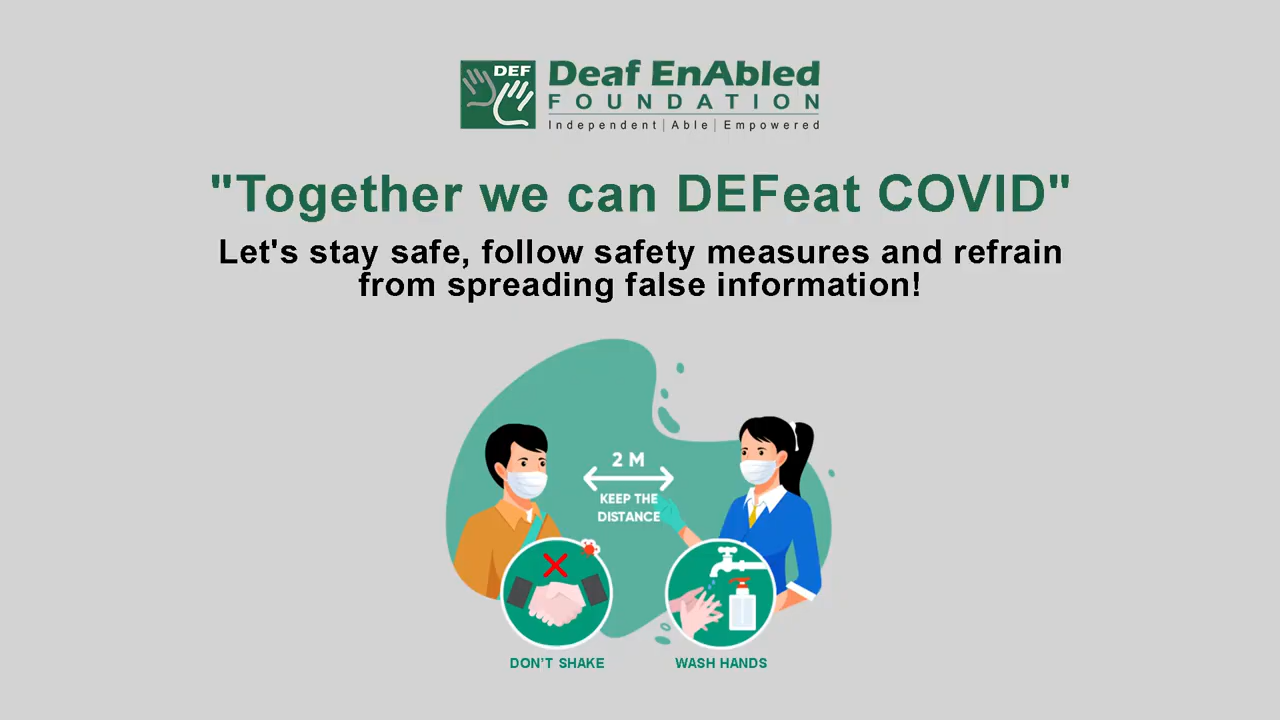 DEF
Deaf EnAbled
FOUNDATION
Independent|Able|Empowered
"Together we can DEFeat COVID"
Let's stay safe, follow safety measures and refrain
from spreading false information!
2 M
KEEP THE
DISTANCE
DON'T SHAKE
WASH HANDS